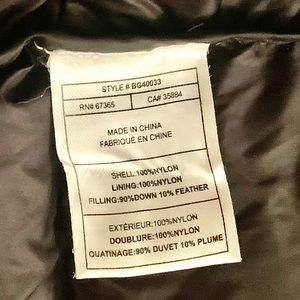 STYLE # BG40033
RN# 67365 CA# 35884
MADE IN CHINA
FABRIQUÉ EN CHINE
SHELL:100%NYLON
LINING:100%NYLON
FILLING:90%DOWN 10% FEATHER
EXTÉRIEUR:100%NYLON
DOUBLURE:100%NYLON
QUATINAGE:90% DUVET 10% PLUME